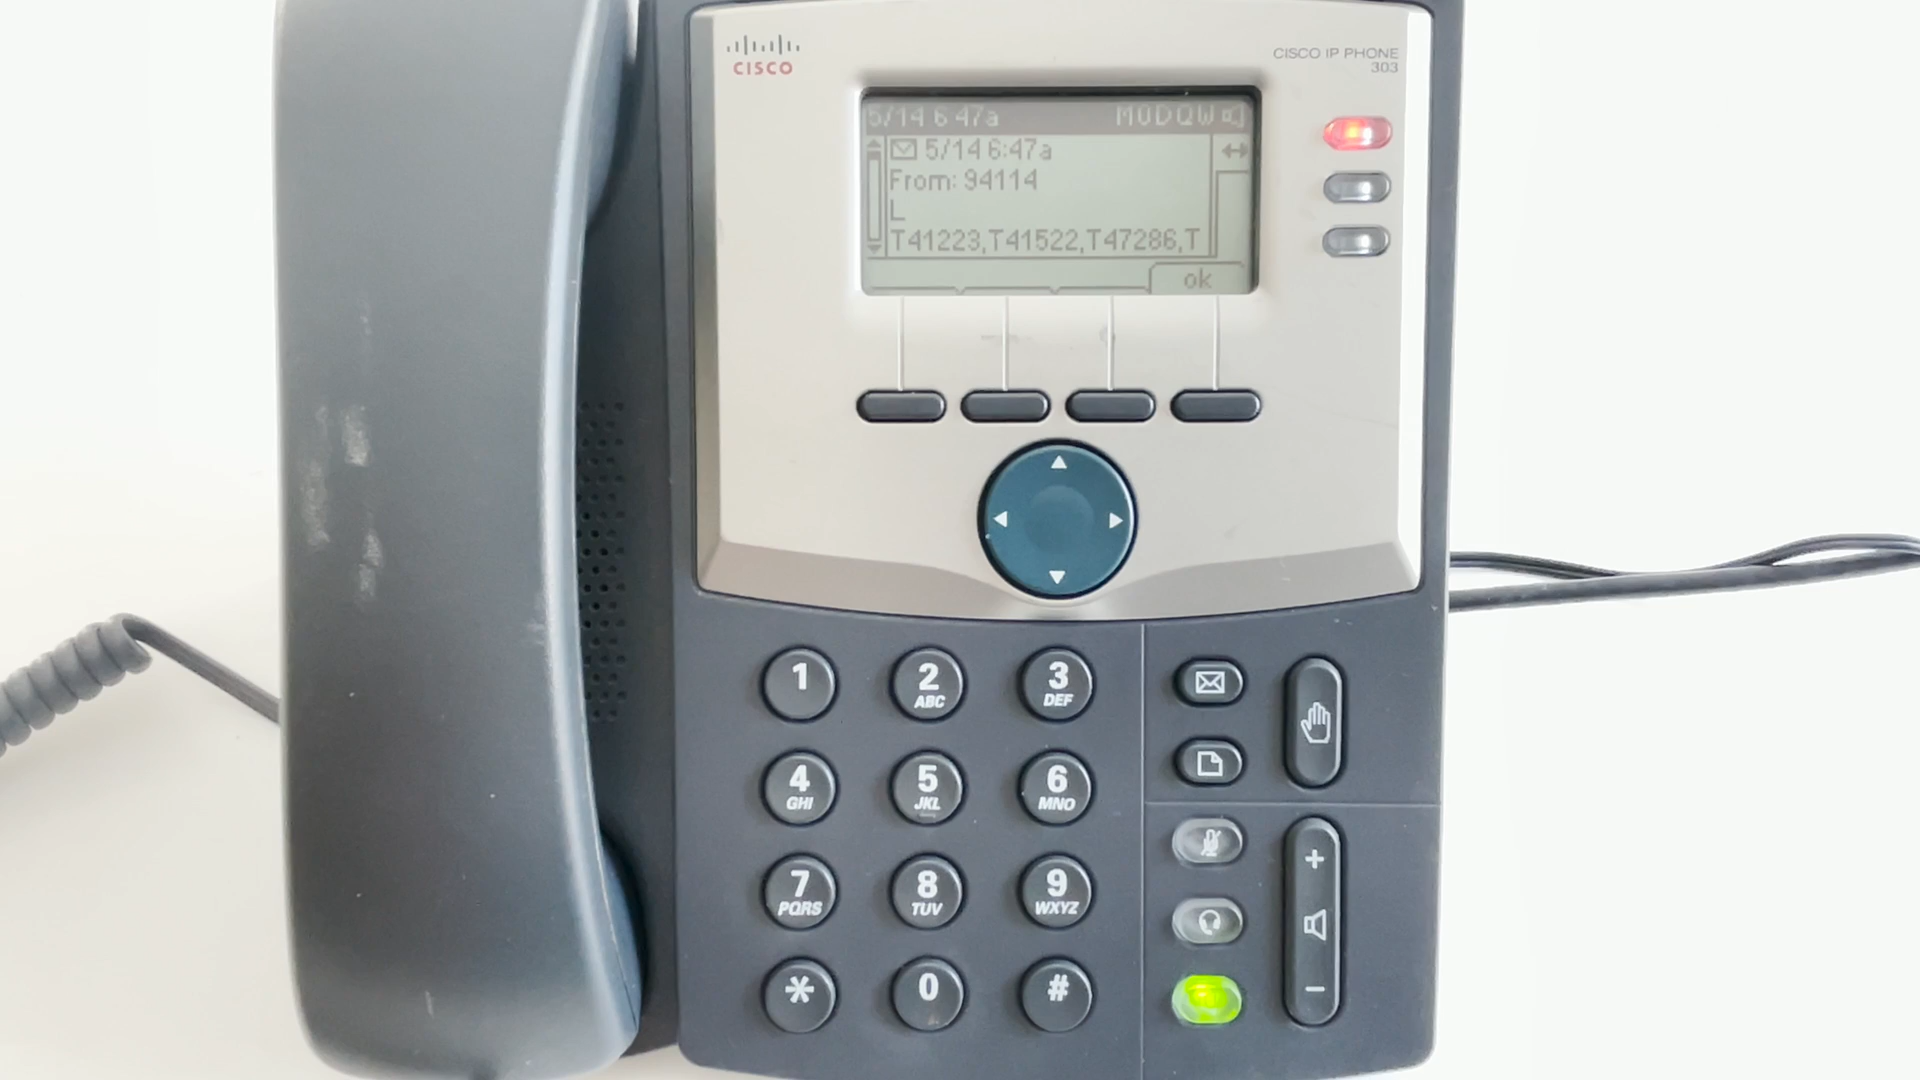 CISCO
CISCO IP PHONE
303
5/14 6 47a MUDQW
5/14 6:47a
From: 94114
L
T41223,T41522,T47286,T
ok
1
2
ABC
3
DEF
4
GHI
5
JKL
6
MNO
7
PQRS
8
TUV
9
WXYZ
*
0
#
+
-